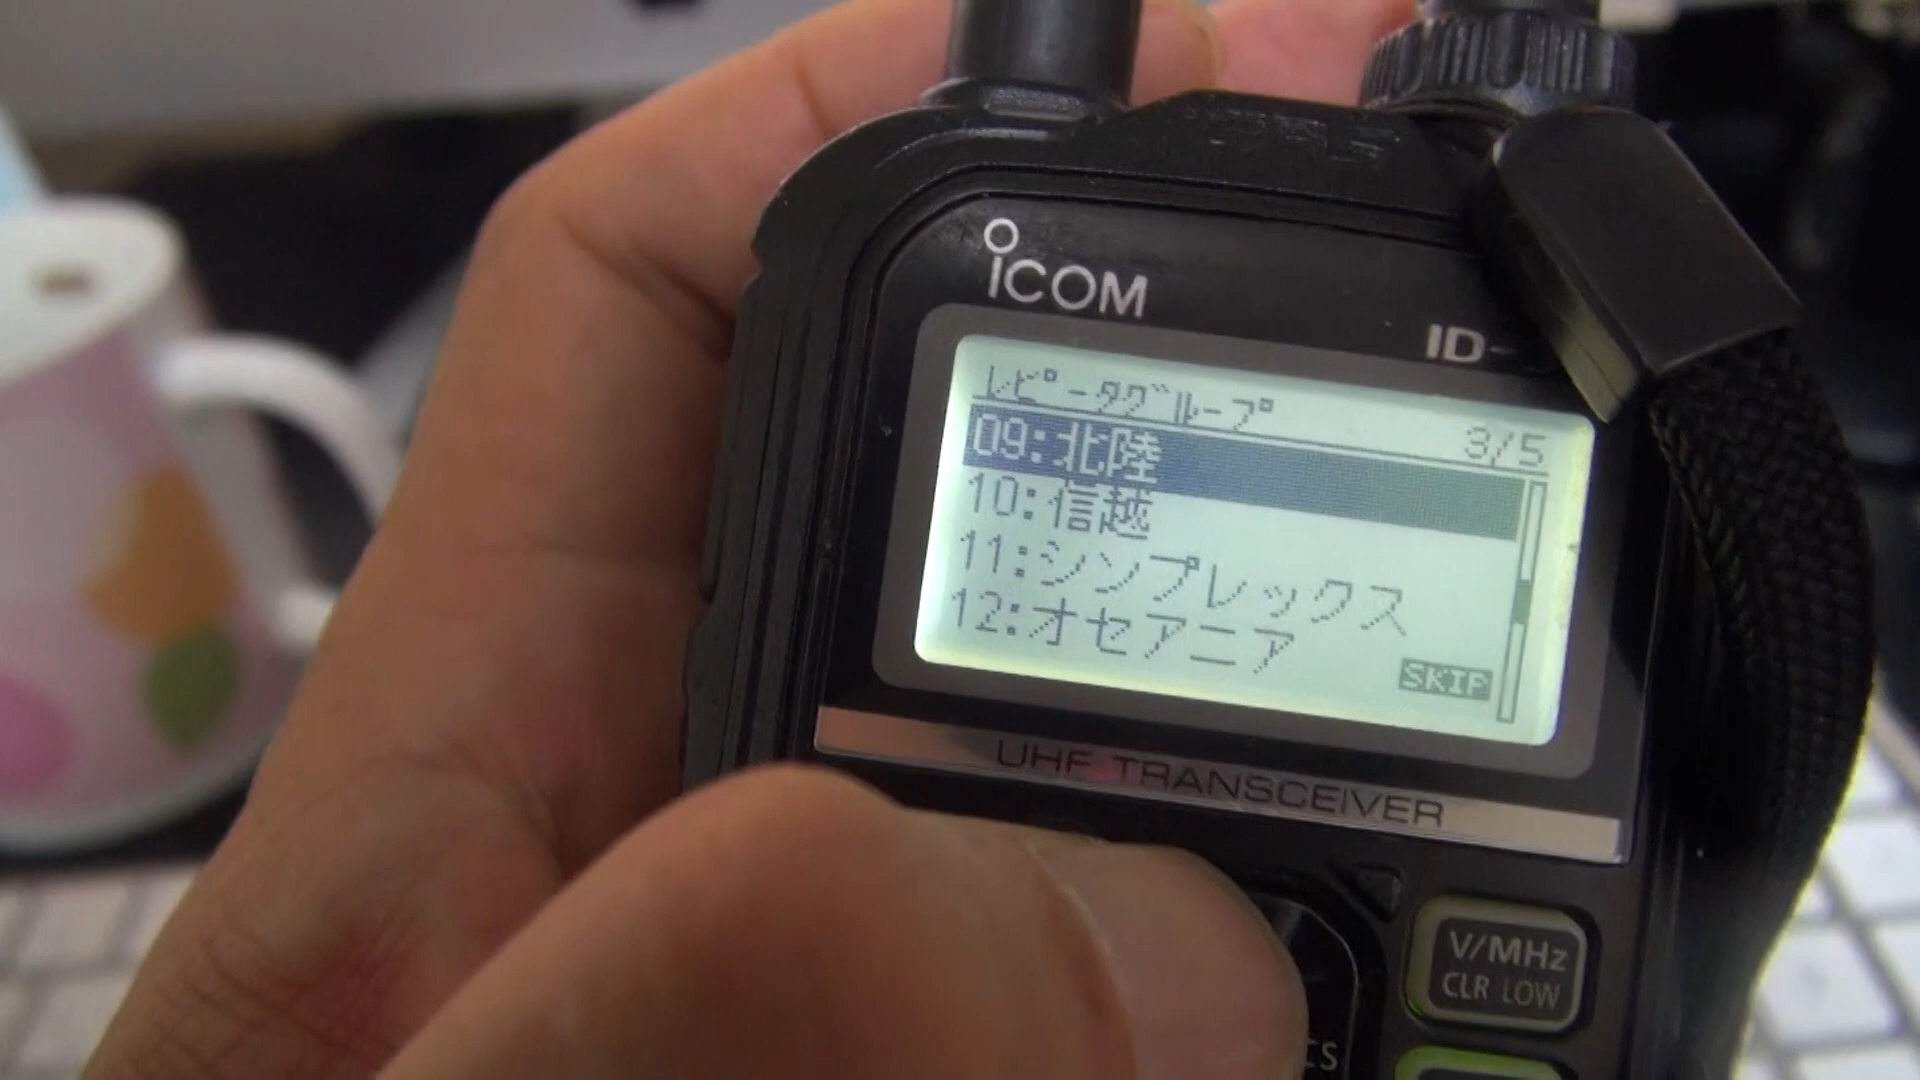 iCOM
ID-
ﾚﾋﾟｰﾀｸﾞﾙｰﾌﾟ 3/5
09:北陸
10:信越
11:シンプレックス
12:オセアニア
SKIP
UHF TRANSCEIVER
V/MHz
CLR LOW
CS